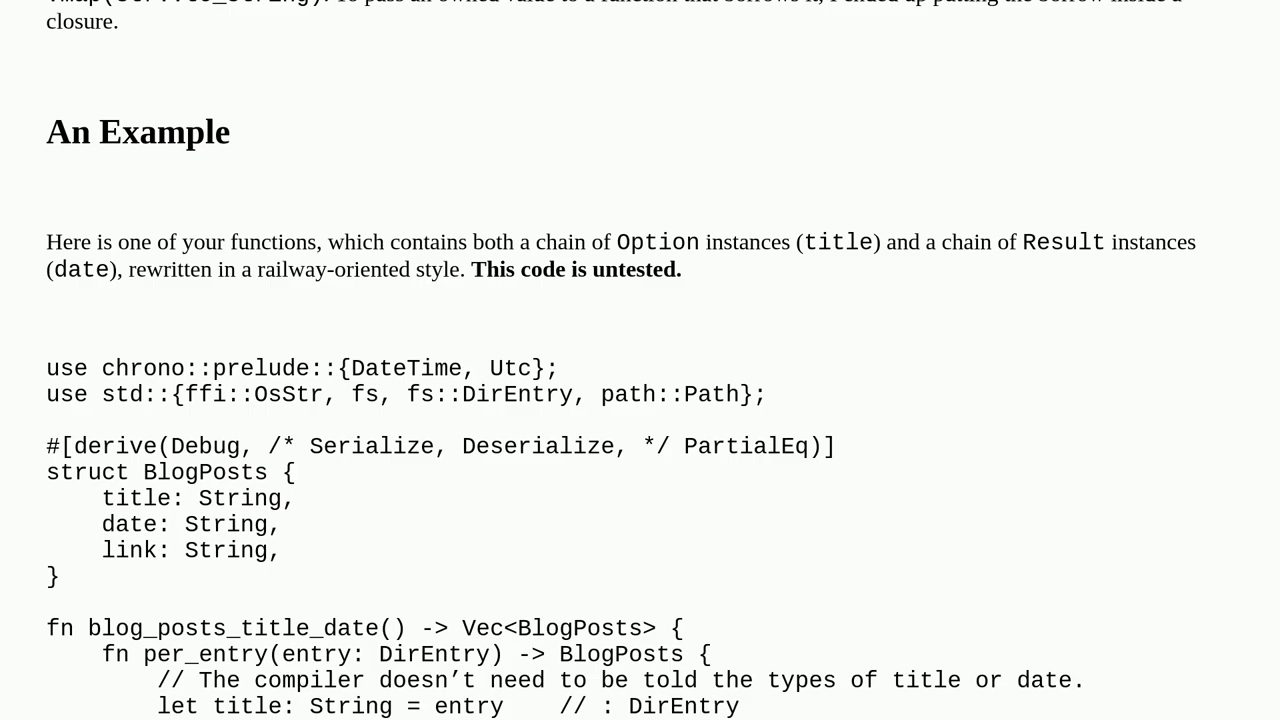 closure.
An Example
Here is one of your functions, which contains both a chain of Option instances (title) and a chain of Result instances
(date), rewritten in a railway-oriented style. This code is untested.
use chrono::prelude::{DateTime, Utc};
use std::{ffi::OsStr, fs, fs::DirEntry, path::Path};
#[derive(Debug, /* Serialize, Deserialize, */ PartialEq)]
struct BlogPosts {
    title: String,
    date: String,
    link: String,
}
fn blog_posts_title_date() -> Vec<BlogPosts> {
    fn per_entry(entry: DirEntry) -> BlogPosts {
        // The compiler doesn’t need to be told the types of title or date.
        let title: String = entry    // : DirEntry